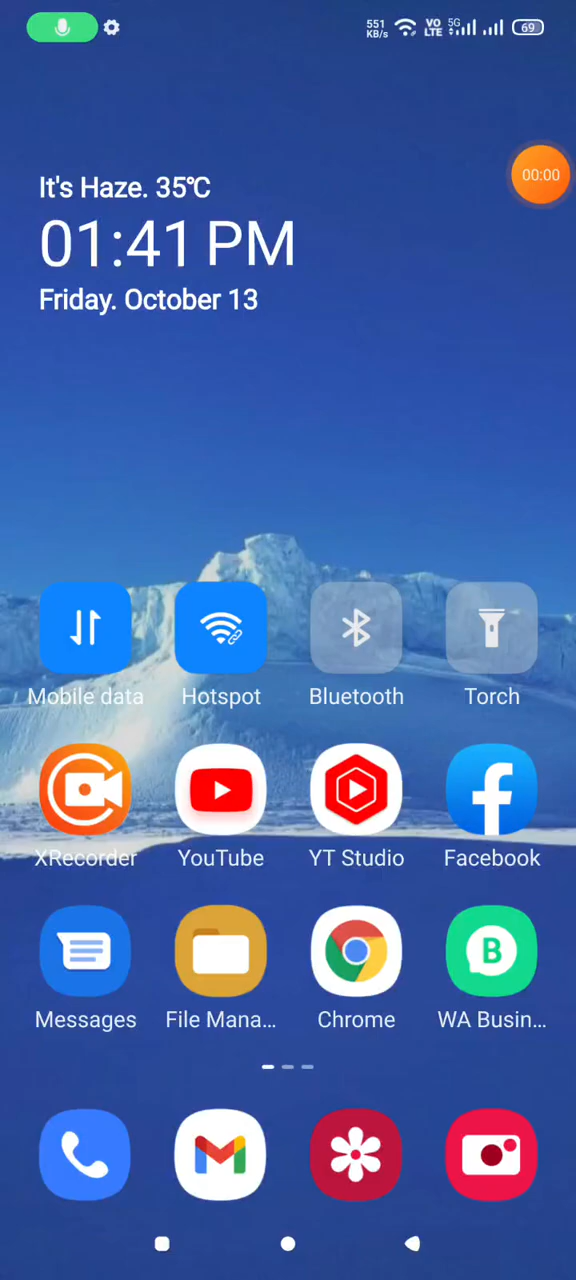 551
KB/s
VO
LTE
5G
69
00:00
It's Haze. 35℃
01:41 PM
Friday. October 13
Mobile data
Hotspot
Bluetooth
Torch
XRecorder
YouTube
YT Studio
Facebook
Messages
File Mana...
Chrome
B
WA Busin...